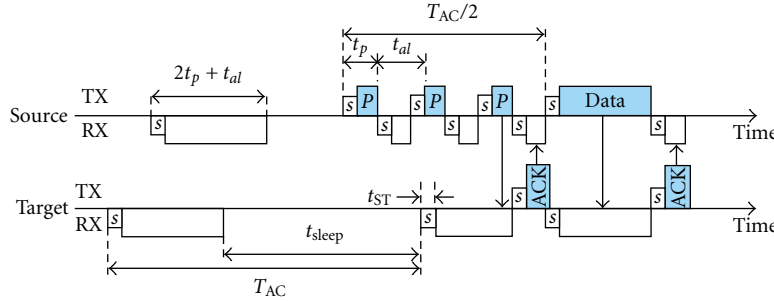 T_AC/2
t_p t_al
2t_p + t_al
TX s P s P s P s Data
Source
RX s s s s s s Time
t_ST
TX s ACK s ACK
Target
RX s s s Time
t_sleep
T_AC